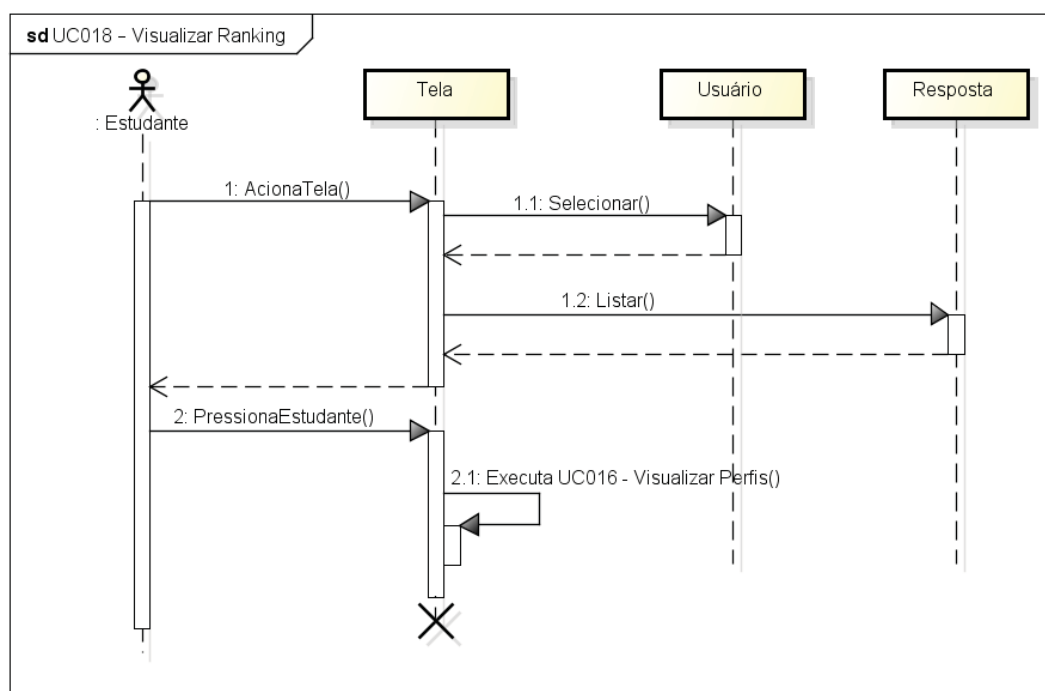 sd UC018 – Visualizar Ranking
: Estudante
Tela
Usuário
Resposta
1: AcionaTela()
1.1: Selecionar()
1.2: Listar()
2: PressionaEstudante()
2.1: Executa UC016 - Visualizar Perfis()